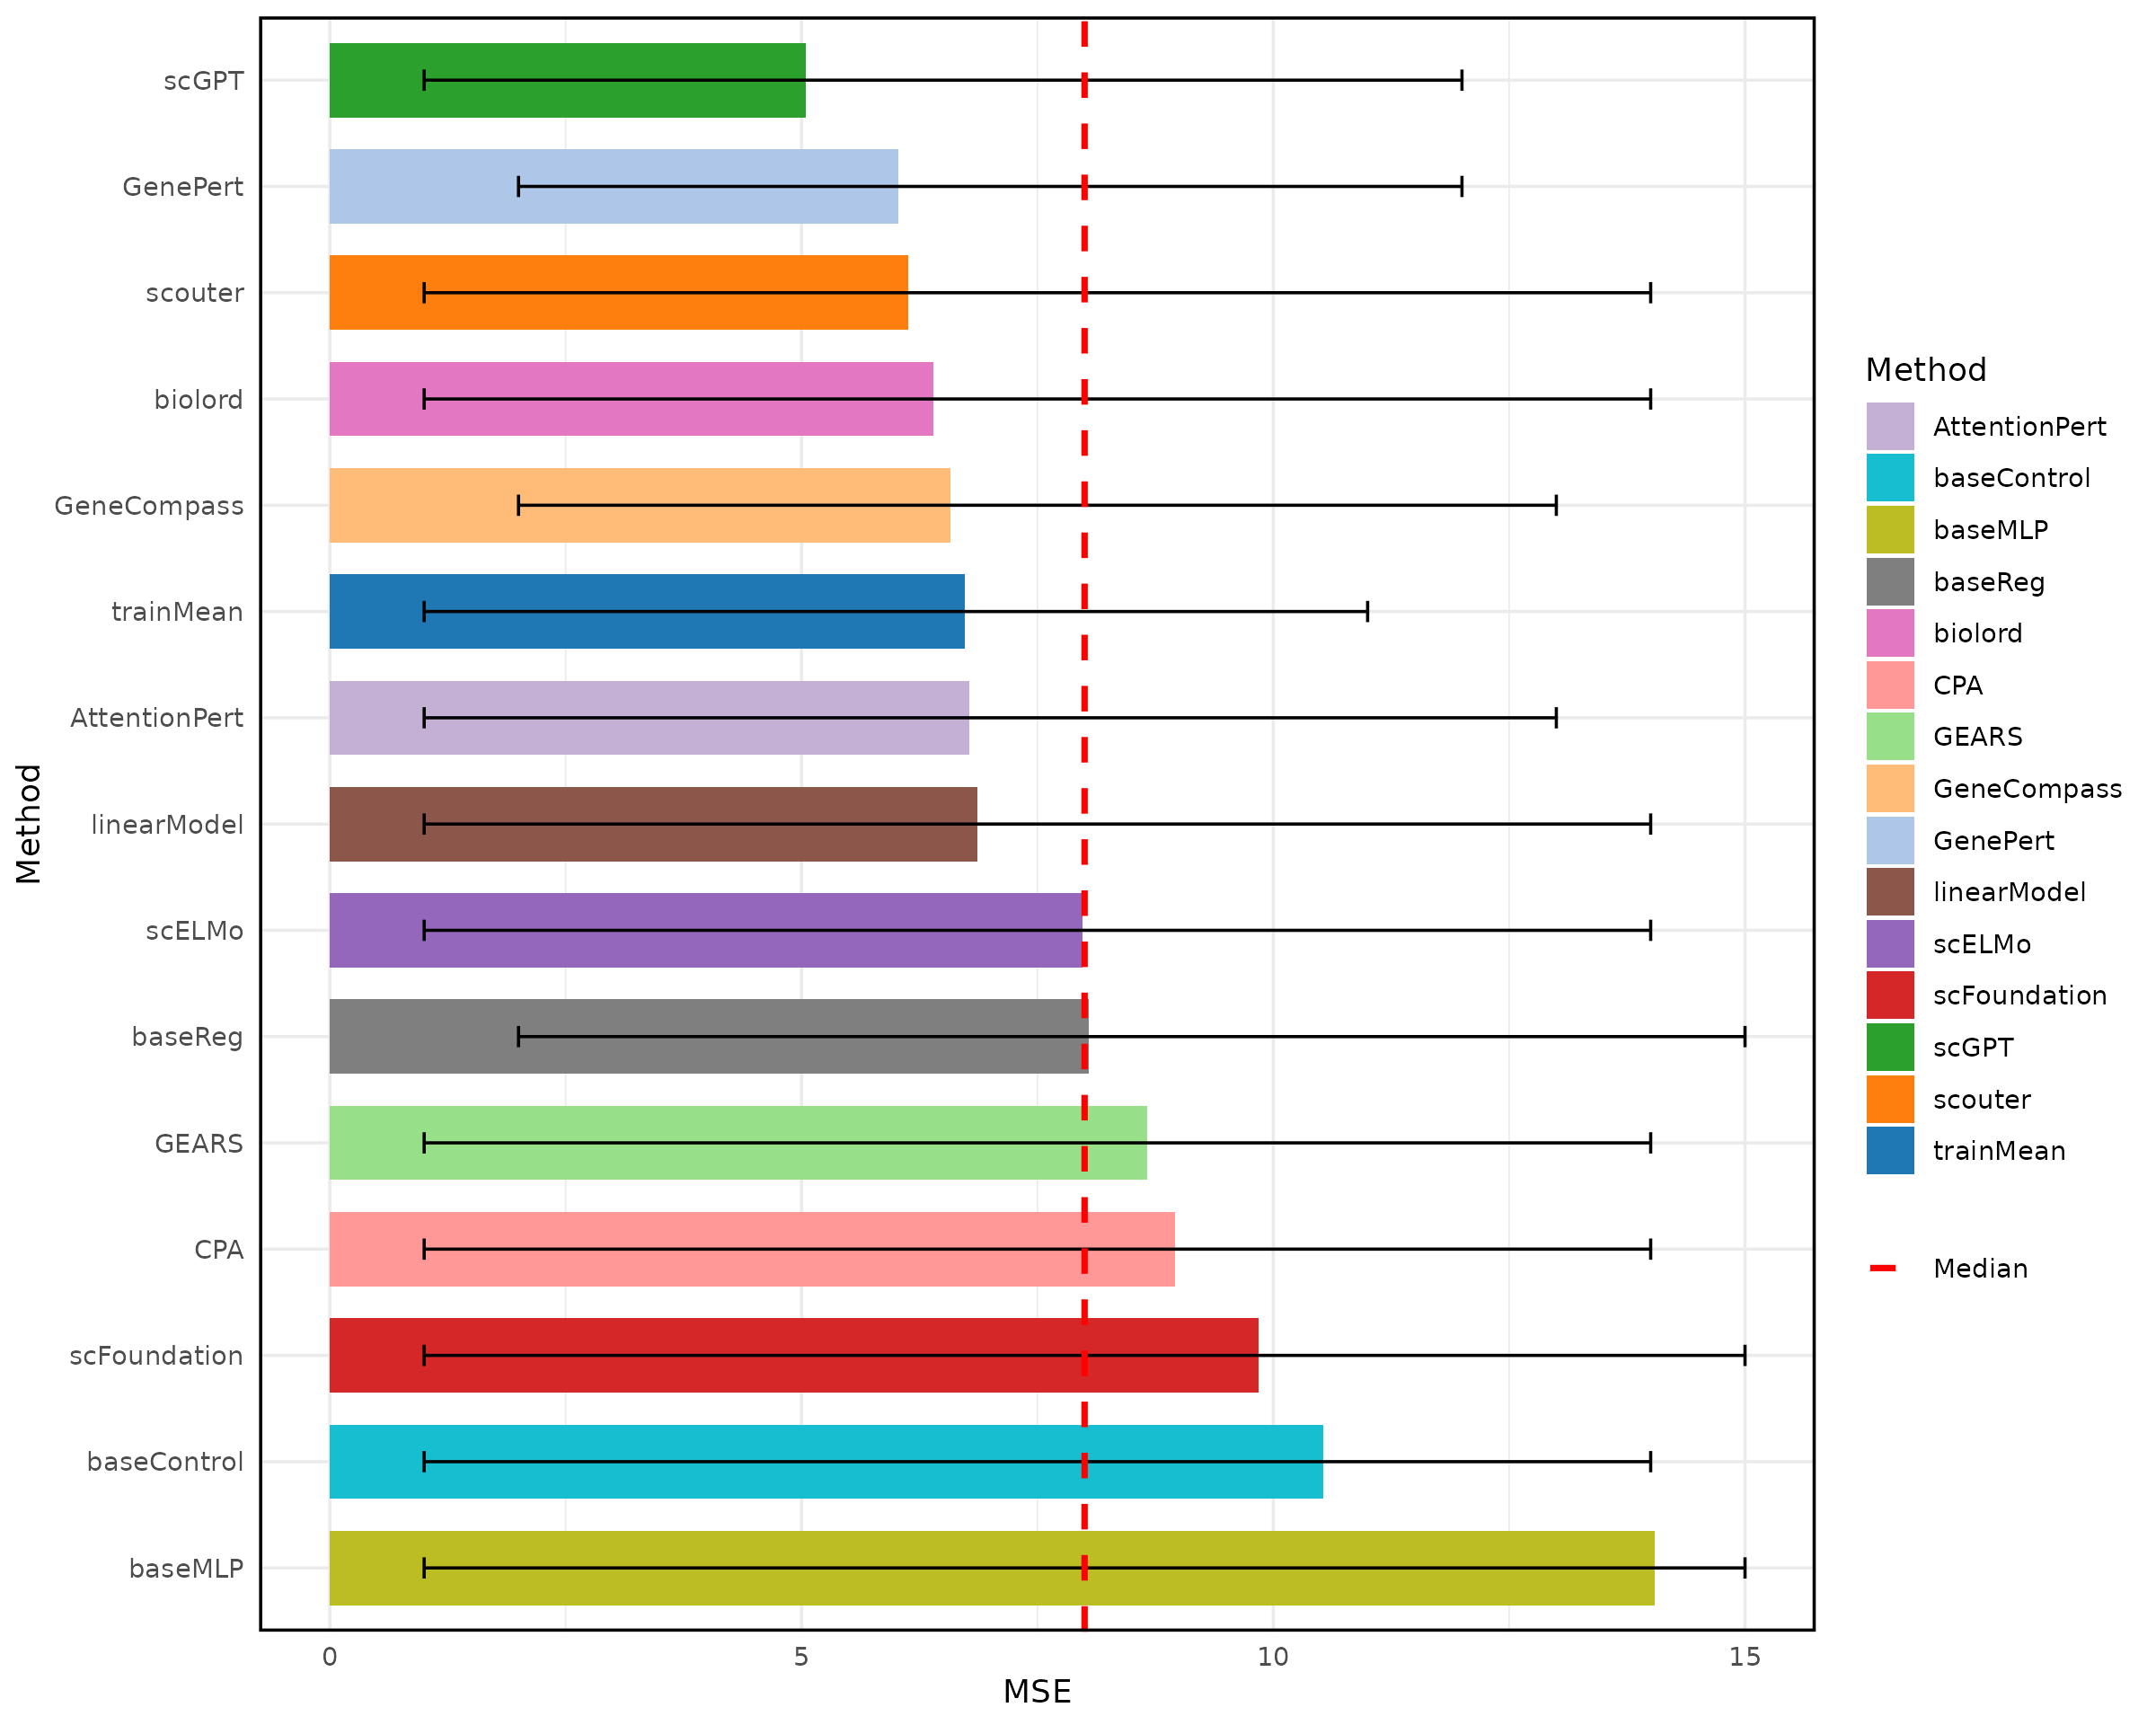 scGPT
GenePert
scouter
biolord
GeneCompass
trainMean
AttentionPert
linearModel
scELMo
baseReg
GEARS
CPA
scFoundation
baseControl
baseMLP
Method
0 5 10 15
MSE
Method
AttentionPert
baseControl
baseMLP
baseReg
biolord
CPA
GEARS
GeneCompass
GenePert
linearModel
scELMo
scFoundation
scGPT
scouter
trainMean
Median